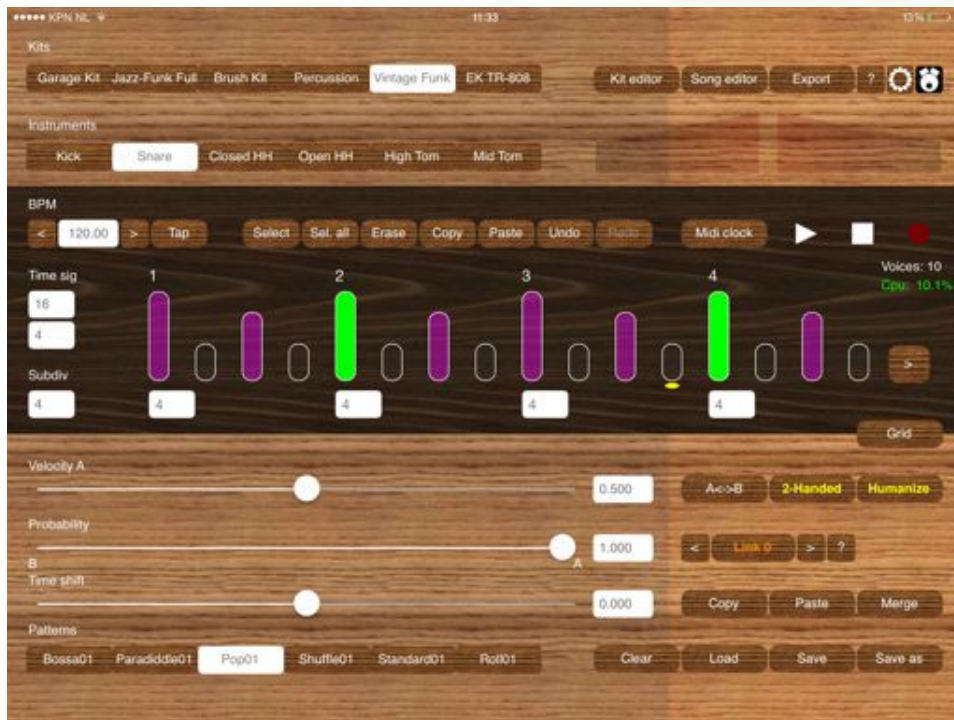 KPN NL 11:33 13%
Kits
Garage Kit Jazz-Funk Full Brush Kit Percussion Vintage Funk EK TR-808 Kit editor Song editor Export ?
Instruments
Kick Snare Closed HH Open HH High Tom Mid Tom
BPM
< 120.00 > Tap Select Sel. all Erase Copy Paste Undo Redo Midi clock
Voices: 10
Time sig 1 2 3 4
Cpu: 10.1%
16
4
Subdiv >
4 4 4 4 4
Grid
Velocity A
0.500 A<>B 2-Handed Humanize
Probability
1.000 < Link 0 > ?
B A
Time shift
0.000 Copy Paste Merge
Patterns
Bossa01 Paradiddle01 Pop01 Shuffle01 Standard01 Roll01 Clear Load Save Save as